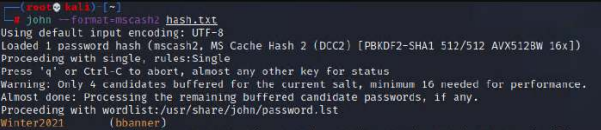 (root💀kali)-[~]
# john --format=mscash2 hash.txt
Using default input encoding: UTF-8
Loaded 1 password hash (mscash2, MS Cache Hash 2 (DCC2) [PBKDF2-SHA1 512/512 AVX512BW 16x])
Proceeding with single, rules:Single
Press 'q' or Ctrl-C to abort, almost any other key for status
Warning: Only 4 candidates buffered for the current salt, minimum 16 needed for performance.
Almost done: Processing the remaining buffered candidate passwords, if any.
Proceeding with wordlist:/usr/share/john/password.lst
Winter2021 (bbanner)